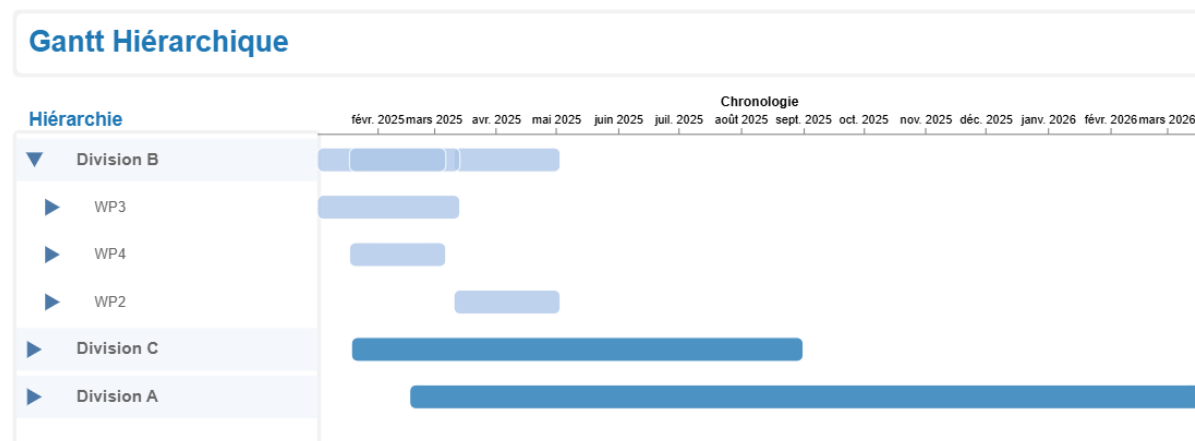 Gantt Hiérarchique
Chronologie
Hiérarchie
févr. 2025 mars 2025 avr. 2025 mai 2025 juin 2025 juil. 2025 août 2025 sept. 2025 oct. 2025 nov. 2025 déc. 2025 janv. 2026 févr. 2026 mars 2026
Division B
WP3
WP4
WP2
Division C
Division A